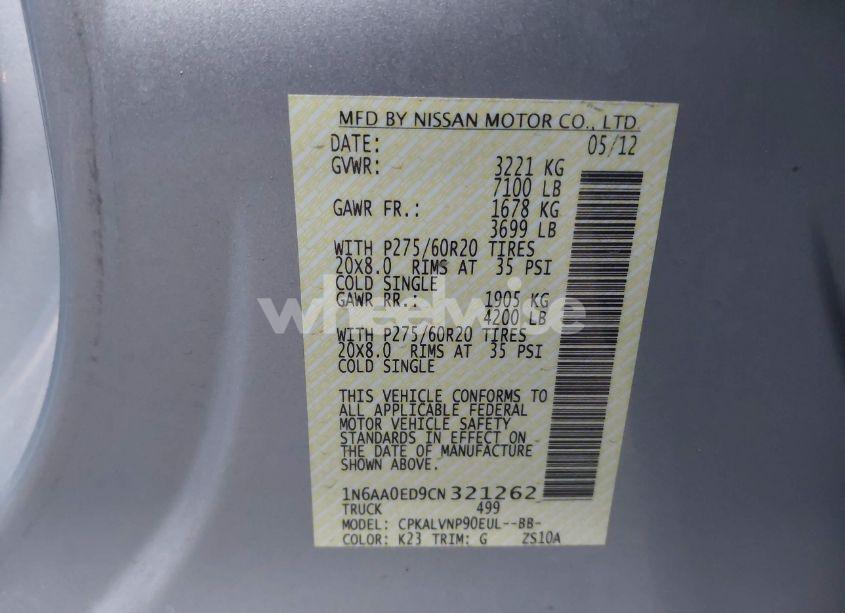 MFD BY NISSAN MOTOR CO., LTD.
DATE: 05/12
GVWR: 3221 KG
7100 LB
GAWR FR.: 1678 KG
3699 LB
WITH P275/60R20 TIRES
20X8.0 RIMS AT 35 PSI
COLD SINGLE
GAWR RR.: 1905 KG
4200 LB
WITH P275/60R20 TIRES
20X8.0 RIMS AT 35 PSI
COLD SINGLE
THIS VEHICLE CONFORMS TO
ALL APPLICABLE FEDERAL
MOTOR VEHICLE SAFETY
STANDARDS IN EFFECT ON
THE DATE OF MANUFACTURE
SHOWN ABOVE.
1N6AA0ED9CN321262
TRUCK 499
MODEL: CPKALVNP90EUL--BB-
COLOR: K23 TRIM: G ZS10A
wheelwise